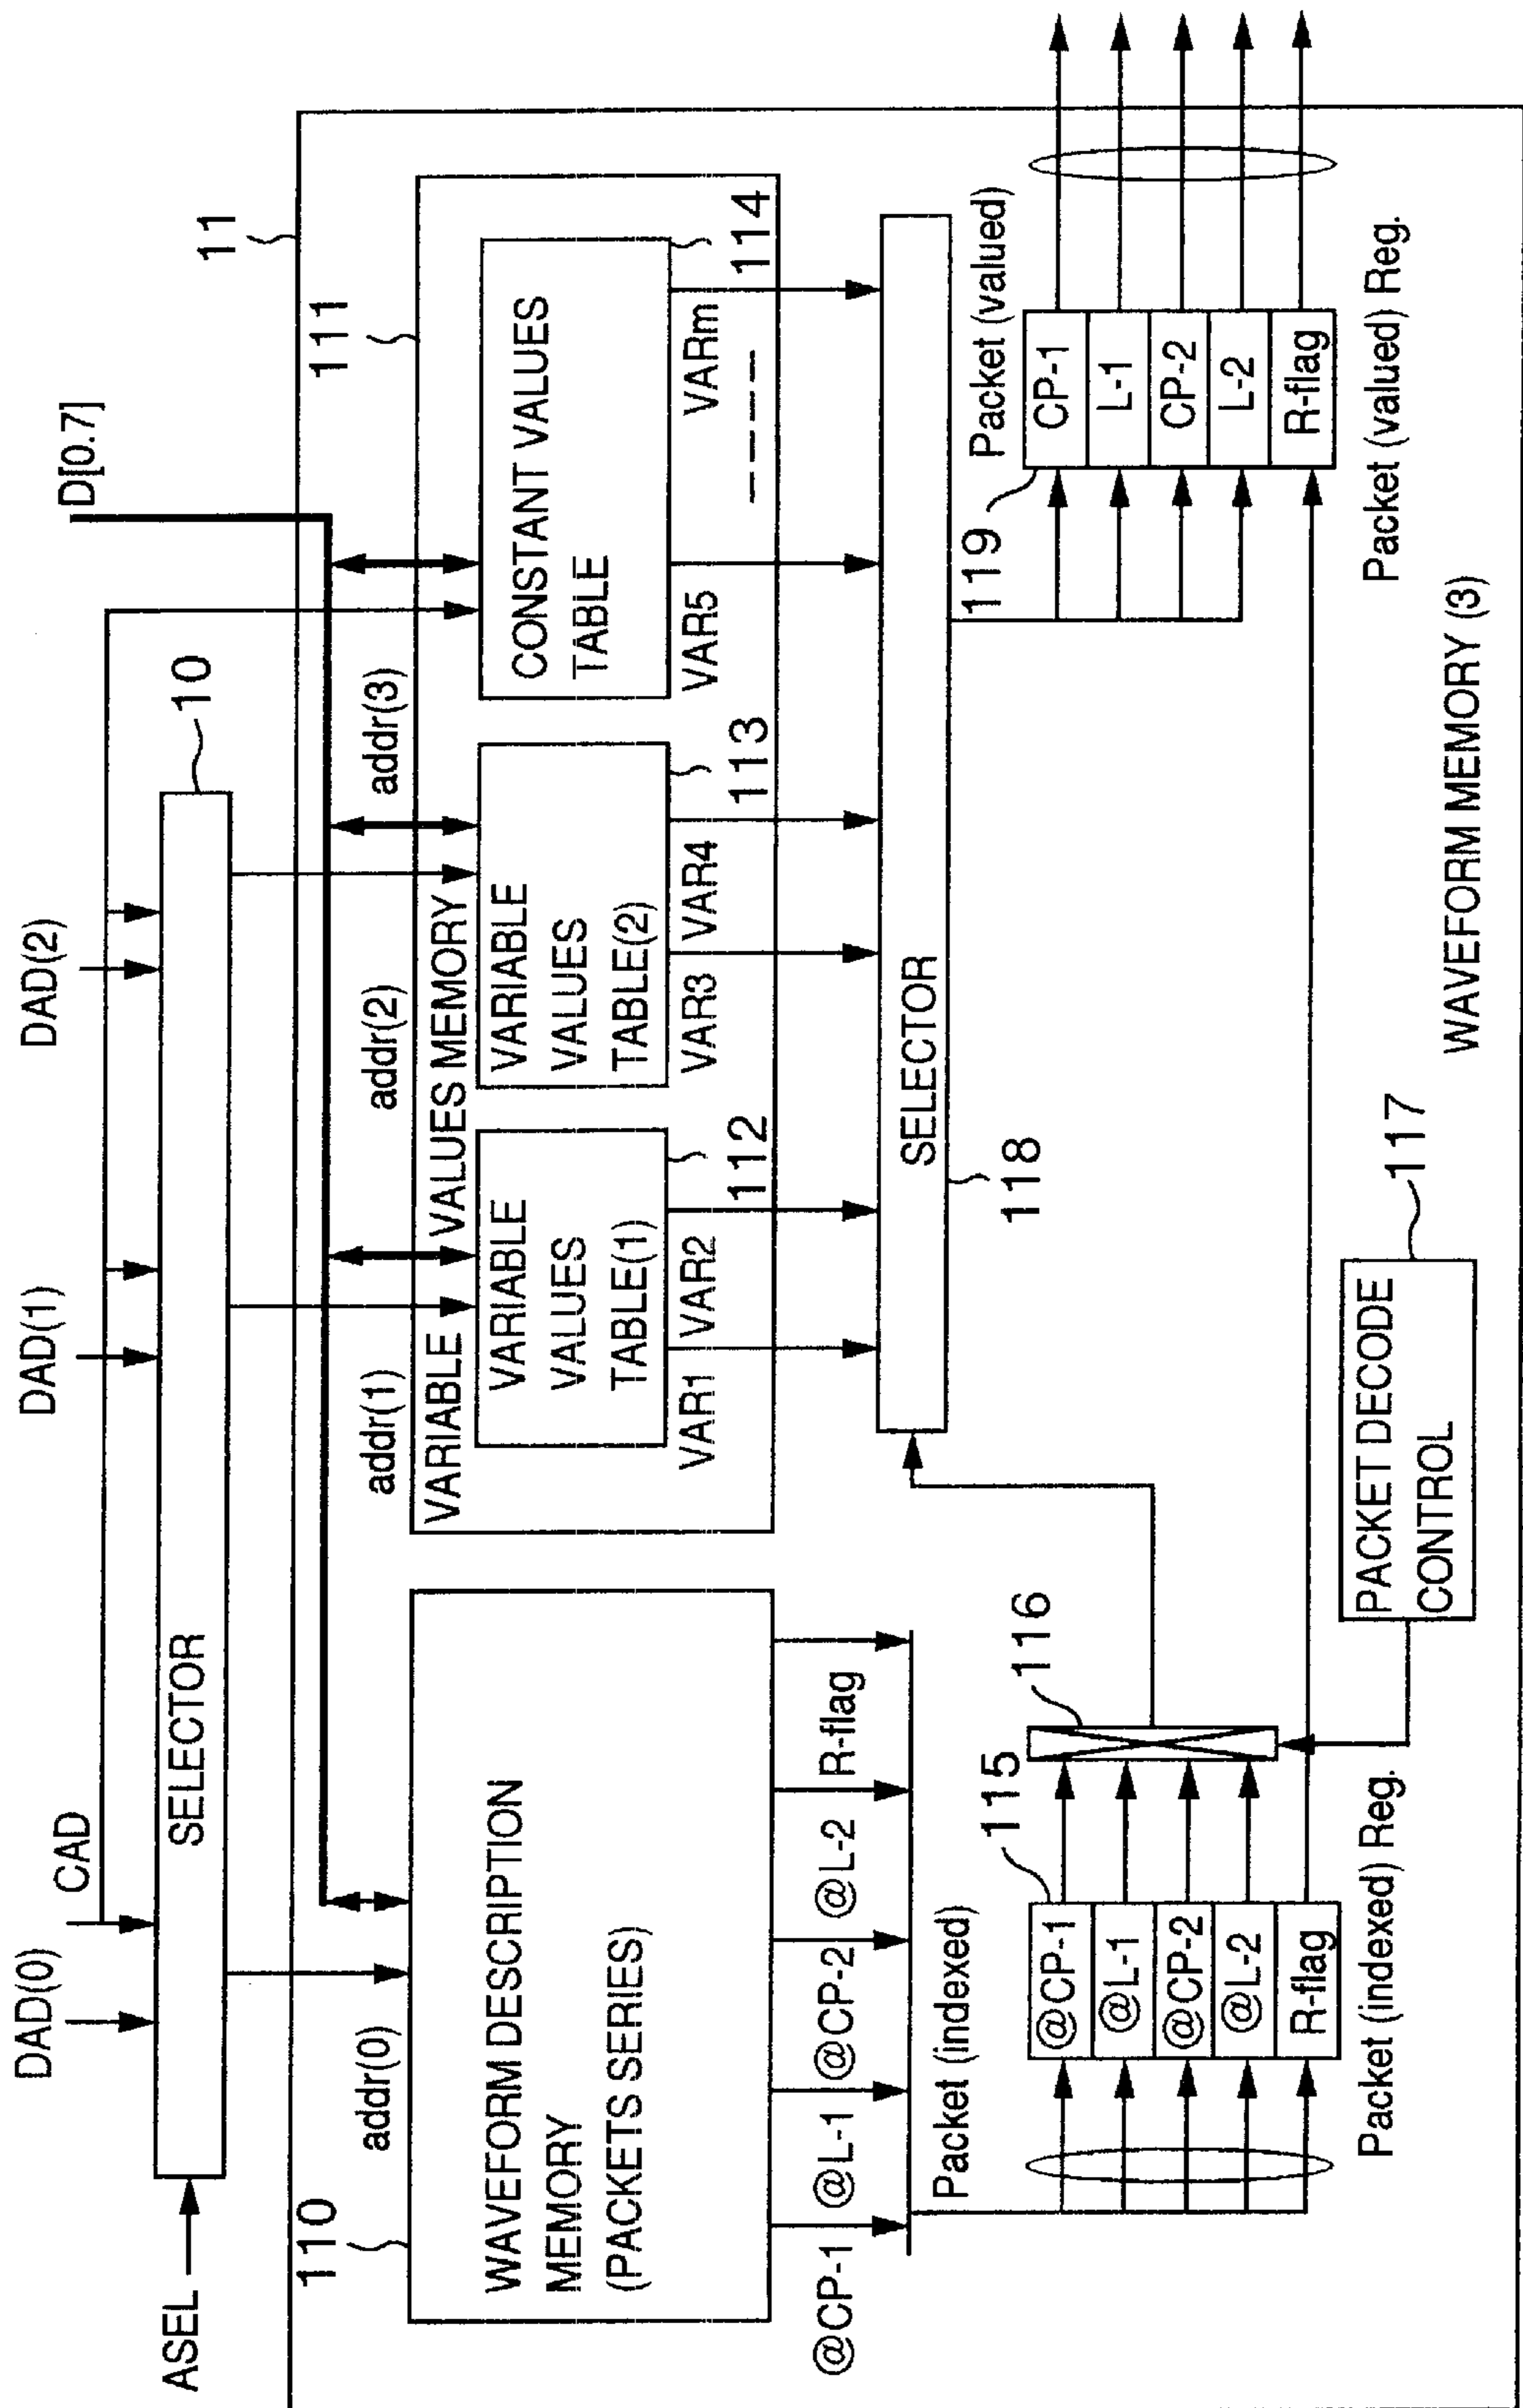 DAD(0)
CAD
DAD(1)
DAD(2)
D[0.7]
ASEL
SELECTOR
10
11
110
addr(0)
addr(1)
addr(2)
addr(3)
111
WAVEFORM DESCRIPTION
MEMORY
(PACKETS SERIES)
VARIABLE VALUES MEMORY
VARIABLE
VALUES
TABLE(1)
VARIABLE
VALUES
TABLE(2)
CONSTANT VALUES
TABLE
112
113
114
VAR1
VAR2
VAR3
VAR4
VAR5
VARm
@CP-1
@L-1
@CP-2
@L-2
R-flag
SELECTOR
118
Packet (indexed)
115
116
@CP-1
@L-1
@CP-2
@L-2
R-flag
Packet (indexed) Reg.
PACKET DECODE
CONTROL
117
119
Packet (valued)
CP-1
L-1
CP-2
L-2
R-flag
Packet (valued) Reg.
WAVEFORM MEMORY (3)